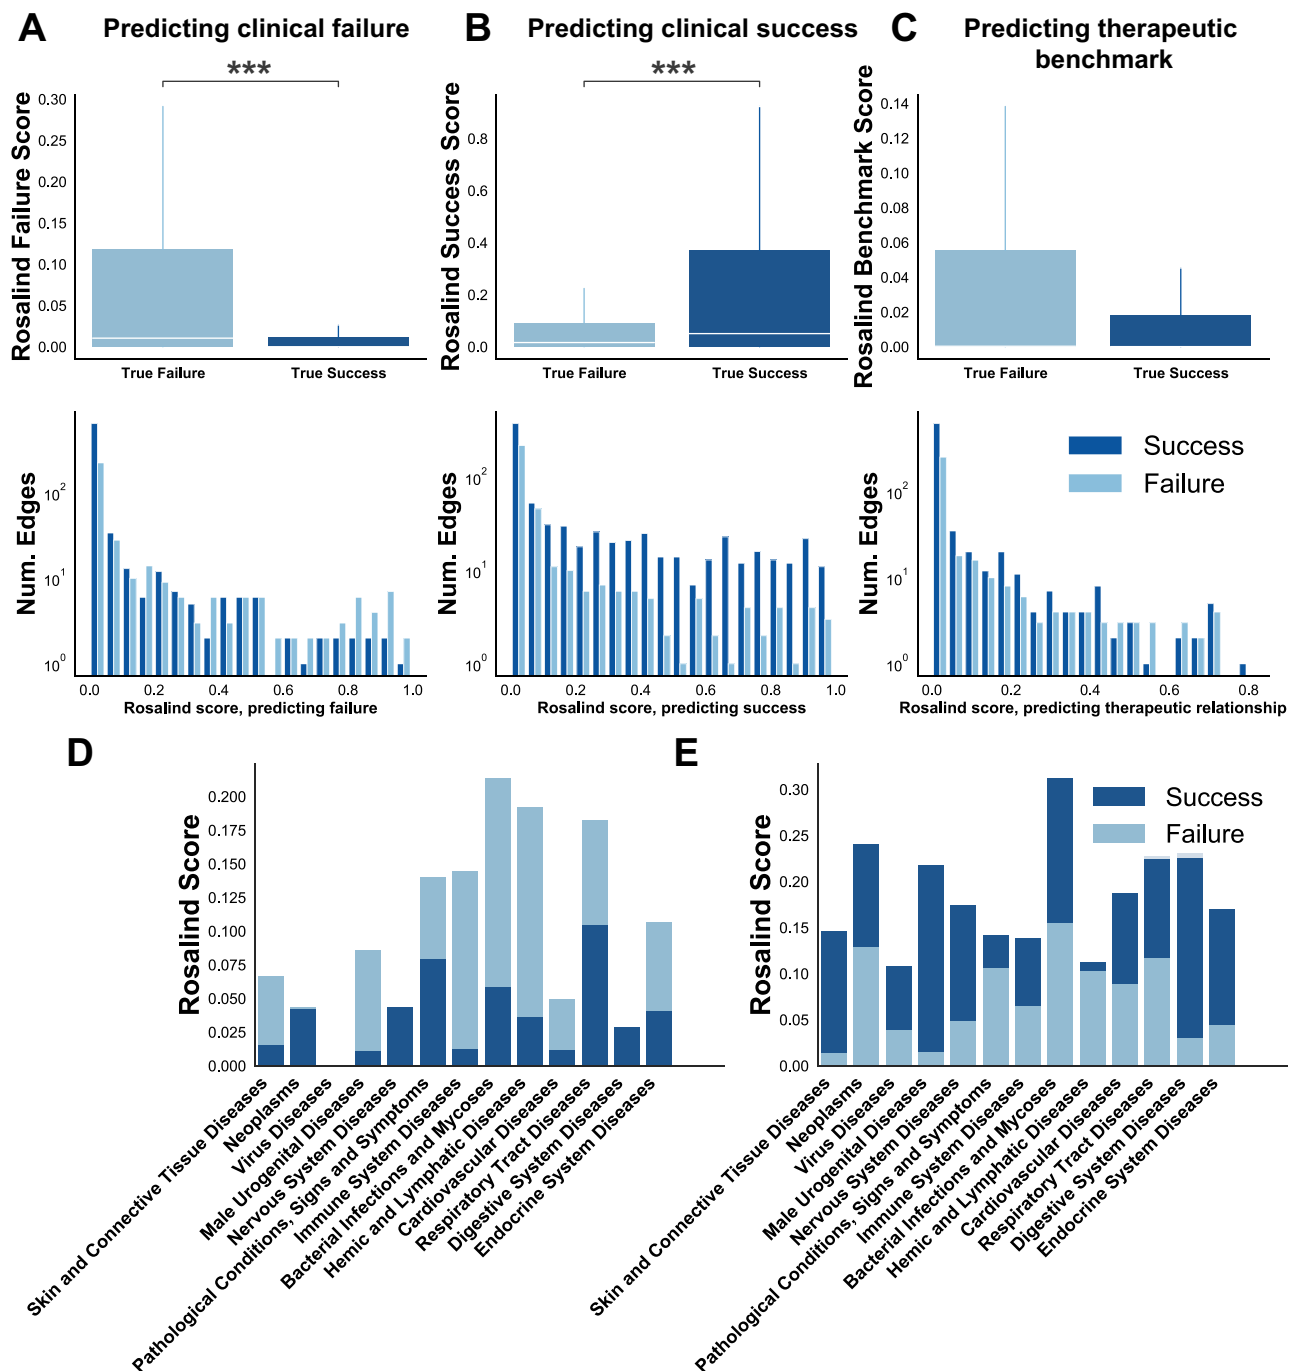 A
Predicting clinical failure
B
Predicting clinical success
C
Predicting therapeutic
benchmark
***
***
Rosalind Failure Score
0.30
0.25
0.20
0.15
0.10
0.05
0.00
True Failure
True Success
Rosalind Success Score
0.8
0.6
0.4
0.2
0.0
True Failure
True Success
Rosalind Benchmark Score
0.14
0.12
0.10
0.08
0.06
0.04
0.02
0.00
True Failure
True Success
Num. Edges
10²
10¹
10⁰
0.0
0.2
0.4
0.6
0.8
1.0
Rosalind score, predicting failure
Num. Edges
10²
10¹
10⁰
0.0
0.2
0.4
0.6
0.8
1.0
Rosalind score, predicting success
Num. Edges
10²
10¹
10⁰
0.0
0.2
0.4
0.6
0.8
Rosalind score, predicting therapeutic relationship
Success
Failure
D
Rosalind Score
0.200
0.175
0.150
0.125
0.100
0.075
0.050
0.025
0.000
Skin and Connective Tissue Diseases
Neoplasms
Virus Diseases
Male Urogenital Diseases
Nervous System Diseases
Pathological Conditions, Signs and Symptoms
Immune System Diseases
Bacterial Infections and Mycoses
Hemic and Lymphatic Diseases
Cardiovascular Diseases
Respiratory Tract Diseases
Digestive System Diseases
Endocrine System Diseases
E
Rosalind Score
0.30
0.25
0.20
0.15
0.10
0.05
0.00
Success
Failure
Skin and Connective Tissue Diseases
Neoplasms
Virus Diseases
Male Urogenital Diseases
Nervous System Diseases
Pathological Conditions, Signs and Symptoms
Immune System Diseases
Bacterial Infections and Mycoses
Hemic and Lymphatic Diseases
Cardiovascular Diseases
Respiratory Tract Diseases
Digestive System Diseases
Endocrine System Diseases